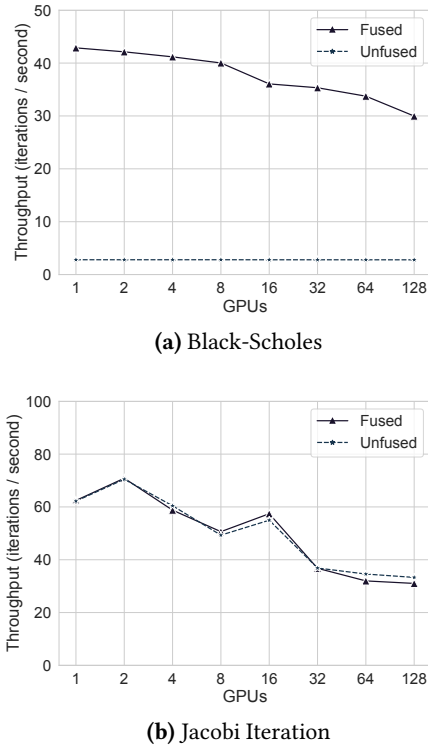 50
40
30
20
10
0
Throughput (iterations / second)
Fused
Unfused
1 2 4 8 16 32 64 128
GPUs
(a) Black-Scholes
100
80
60
40
20
0
Throughput (iterations / second)
Fused
Unfused
1 2 4 8 16 32 64 128
GPUs
(b) Jacobi Iteration